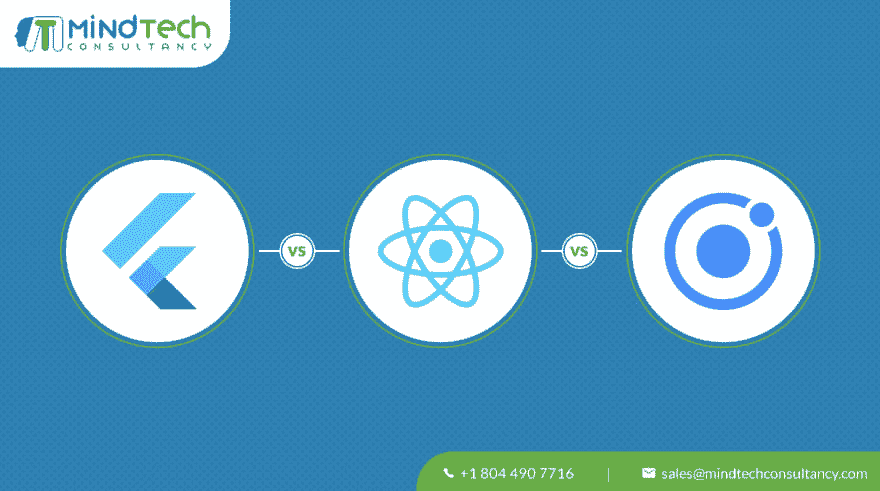 MINDTECH
CONSULTANCY
VS
VS
+1 804 490 7716 | sales@mindtechconsultancy.com